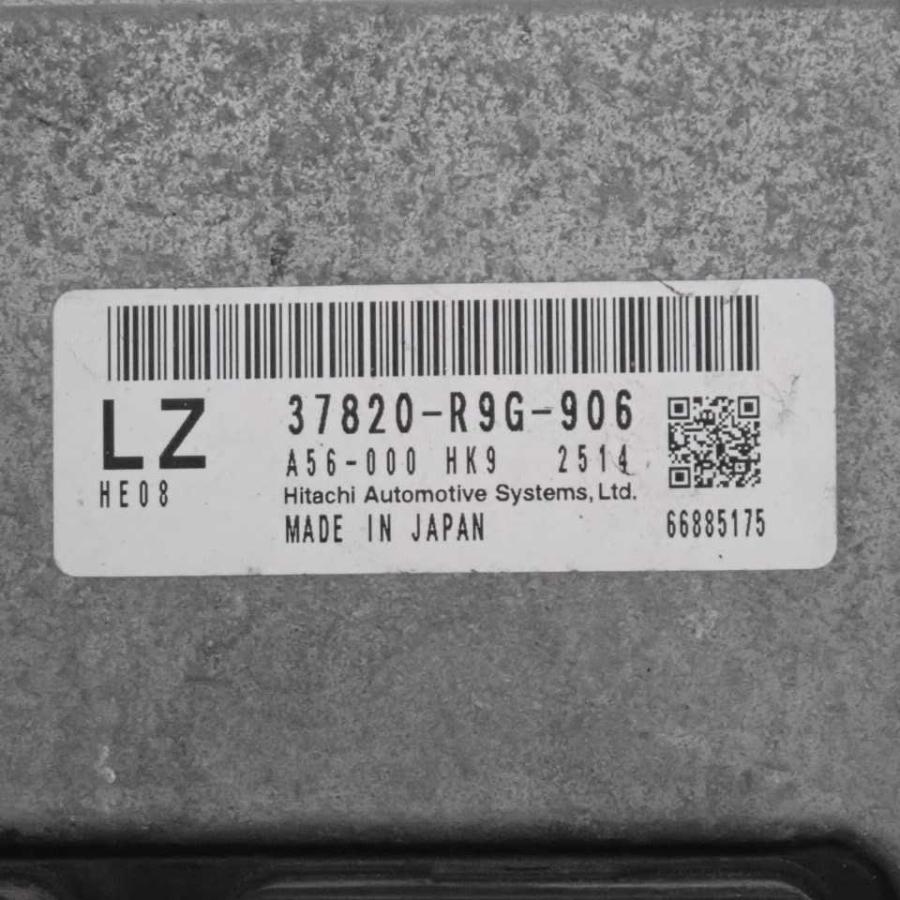 LZ
HE08
37820-R9G-906
A56-000 HK9 2514
Hitachi Automotive Systems, Ltd.
MADE IN JAPAN
66885175